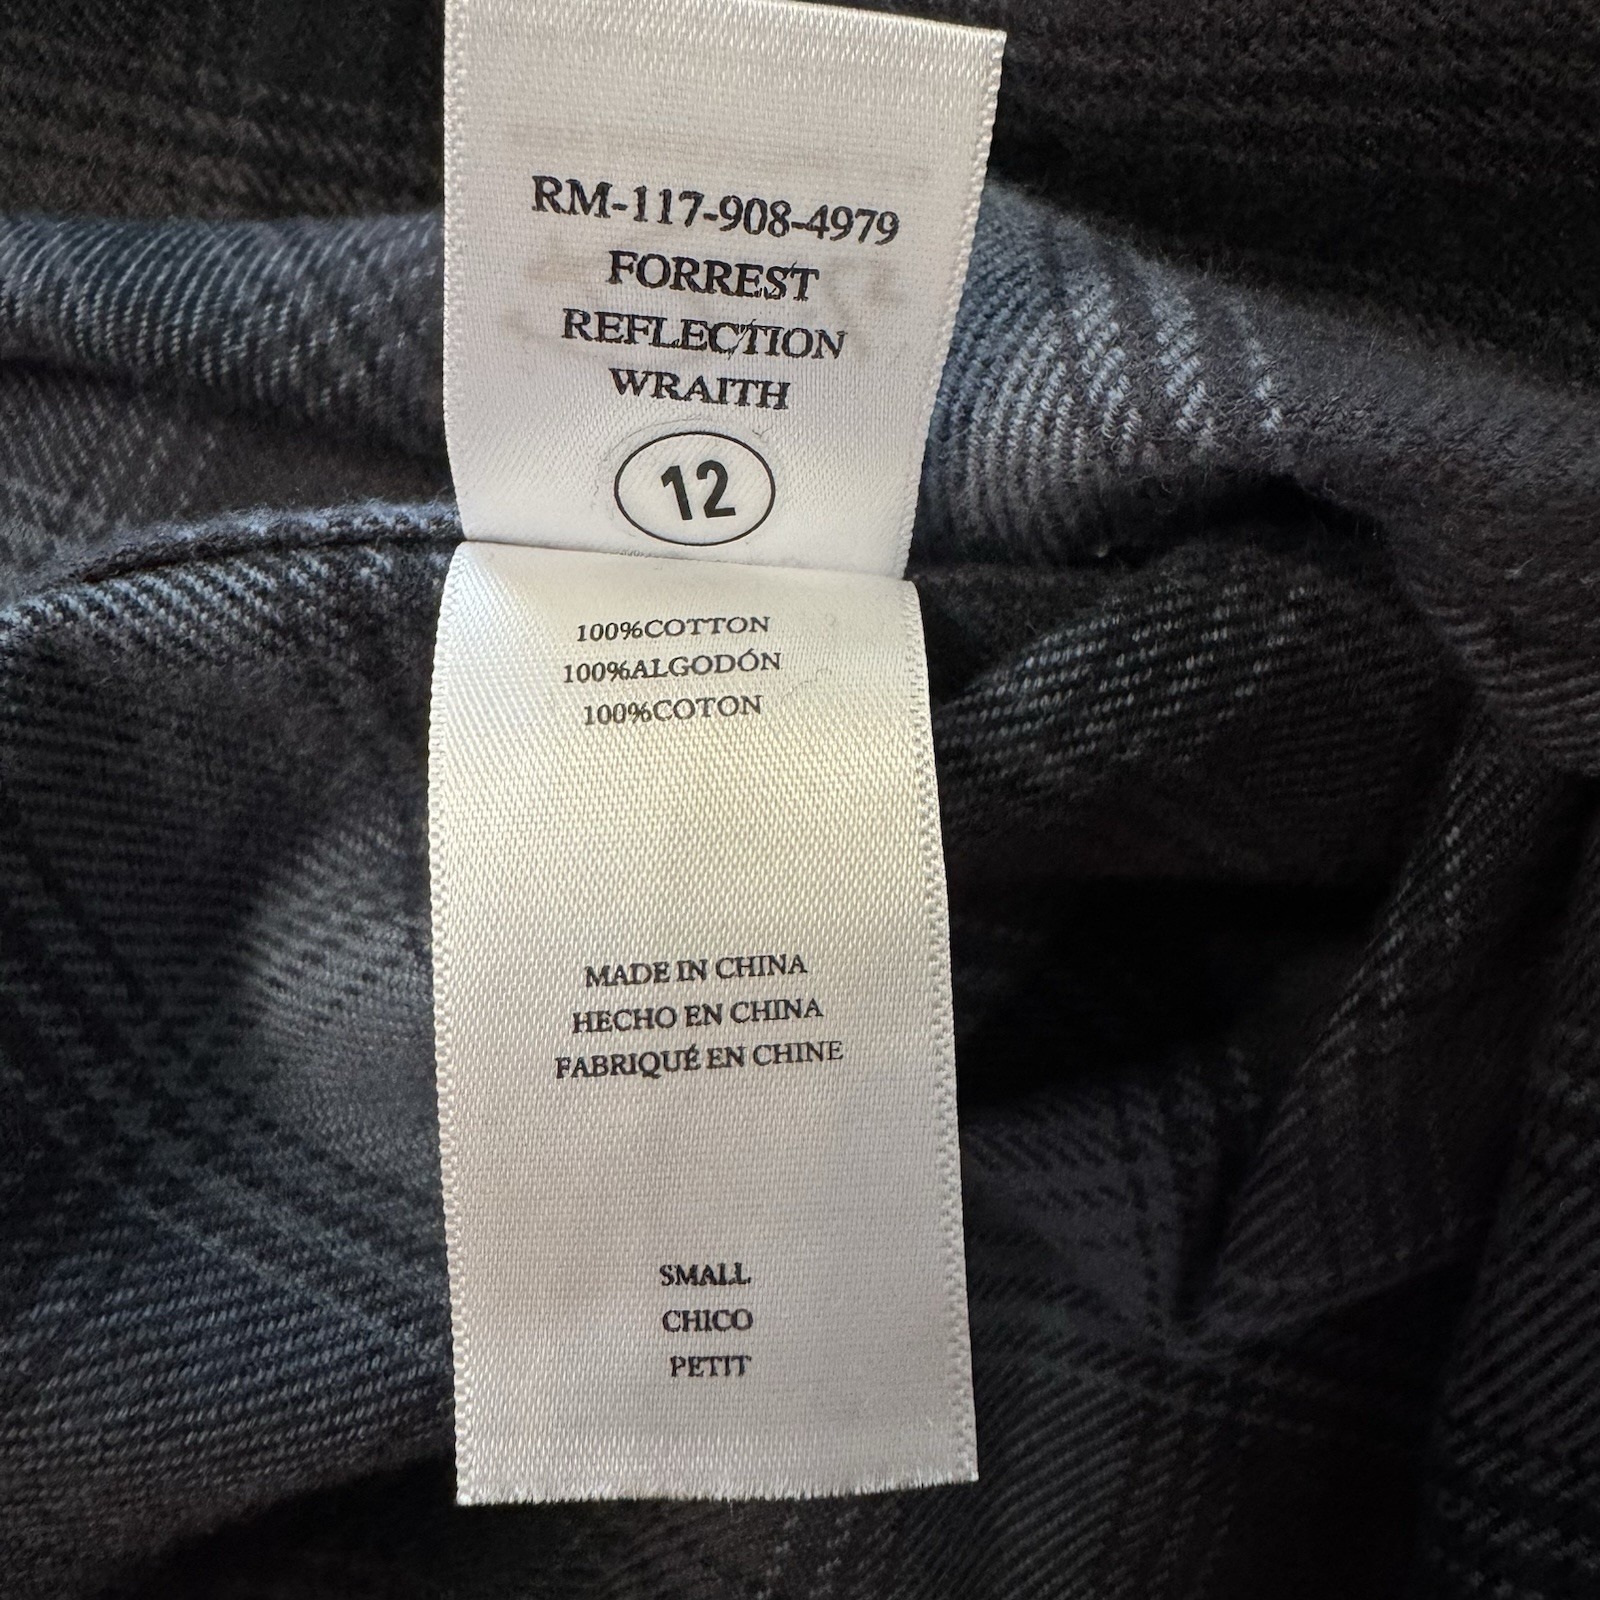 RM-117-908-4979
FORREST
REFLECTION
WRAITH
12
100%COTTON
100%ALGODÓN
100%COTON
MADE IN CHINA
HECHO EN CHINA
FABRIQUÉ EN CHINE
SMALL
CHICO
PETIT